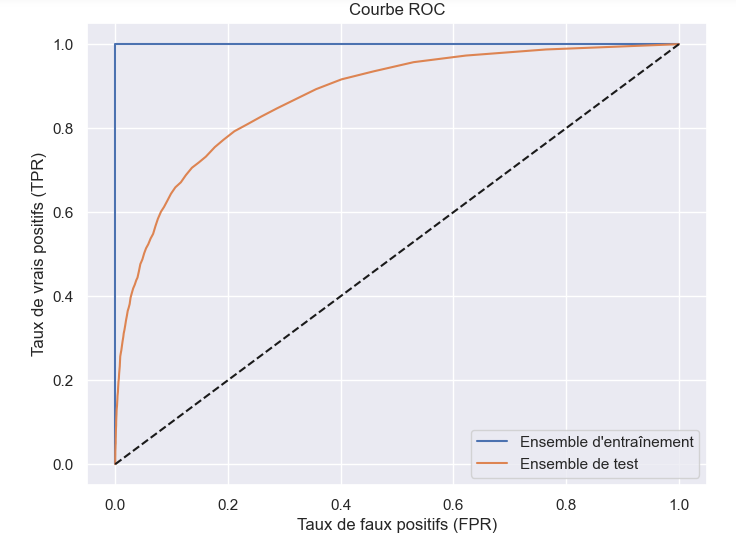 Courbe ROC
1.0
0.8
0.6
0.4
0.2
0.0
Taux de vrais positifs (TPR)
Ensemble d'entraînement
Ensemble de test
0.0 0.2 0.4 0.6 0.8 1.0
Taux de faux positifs (FPR)